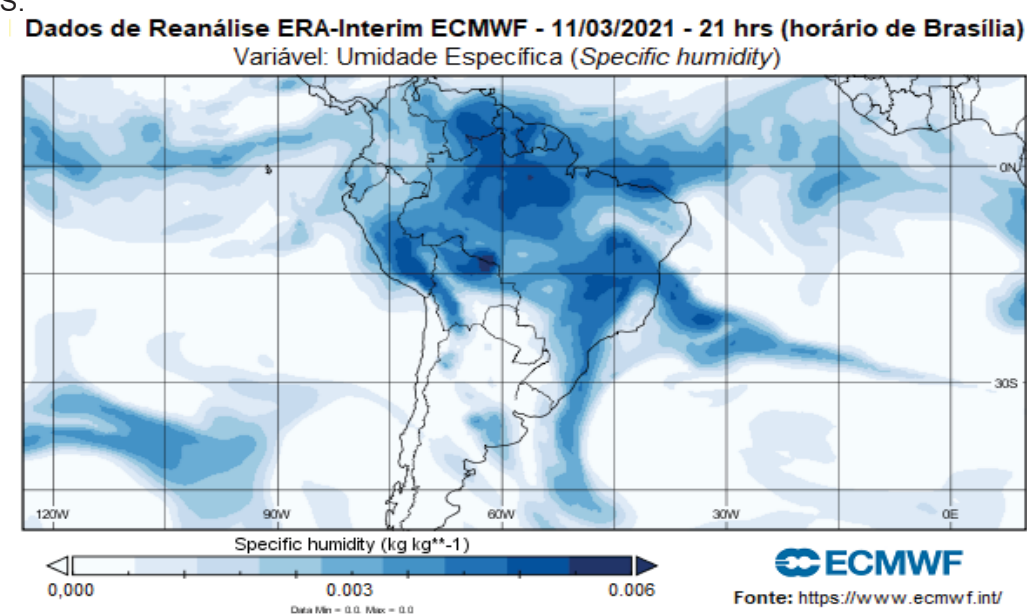 S.
Dados de Reanálise ERA-Interim ECMWF - 11/03/2021 - 21 hrs (horário de Brasília)
Variável: Umidade Específica (Specific humidity)
0N
30S
120W 90W 60W 30W 0E
Specific humidity (kg kg**-1)
0,000 0.003 0.006
Data Min = 0.0, Max = 0.0
ECMWF
Fonte: https://www.ecmwf.int/